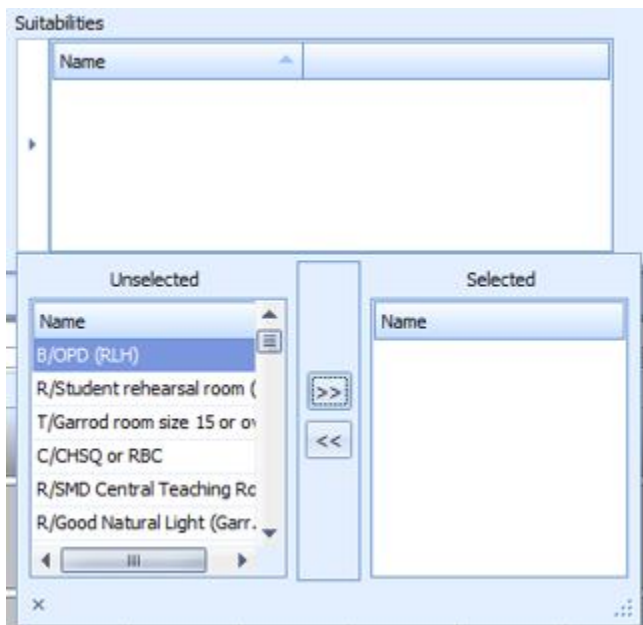 Suitabilities
Name
Unselected
Selected
Name
Name
B/OPD (RLH)
R/Student rehearsal room (
T/Garrod room size 15 or ov
C/CHSQ or RBC
R/SMD Central Teaching Ro
R/Good Natural Light (Garr.
>>
<<